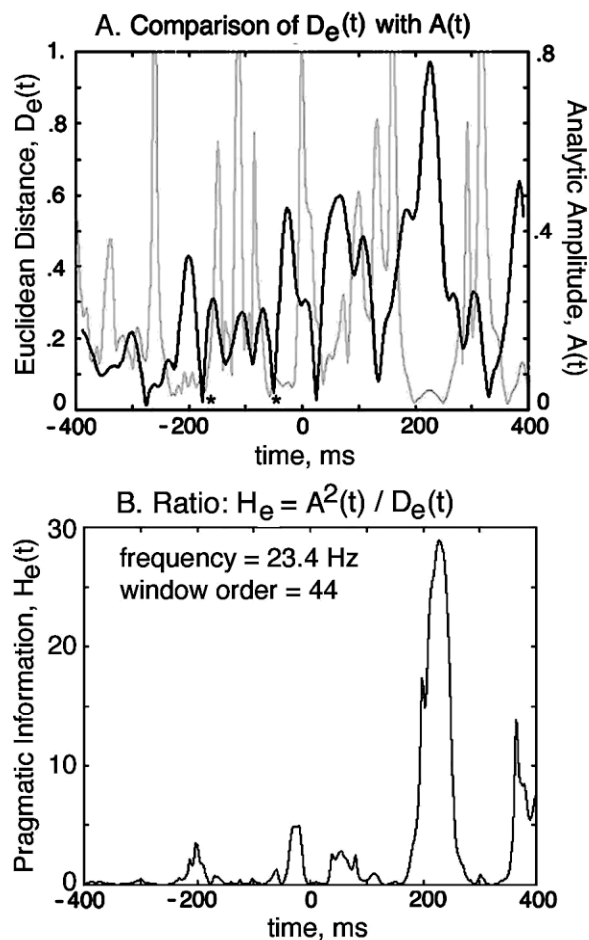 A. Comparison of De(t) with A(t)
Euclidean Distance, De(t)
1.
.8
.6
.4
.2
0
.8
.4
0
Analytic Amplitude, A(t)
* *
-400 -200 0 200 400
time, ms
B. Ratio: He = A²(t) / De(t)
Pragmatic Information, He(t)
30
20
10
0
frequency = 23.4 Hz
window order = 44
-400 -200 0 200 400
time, ms